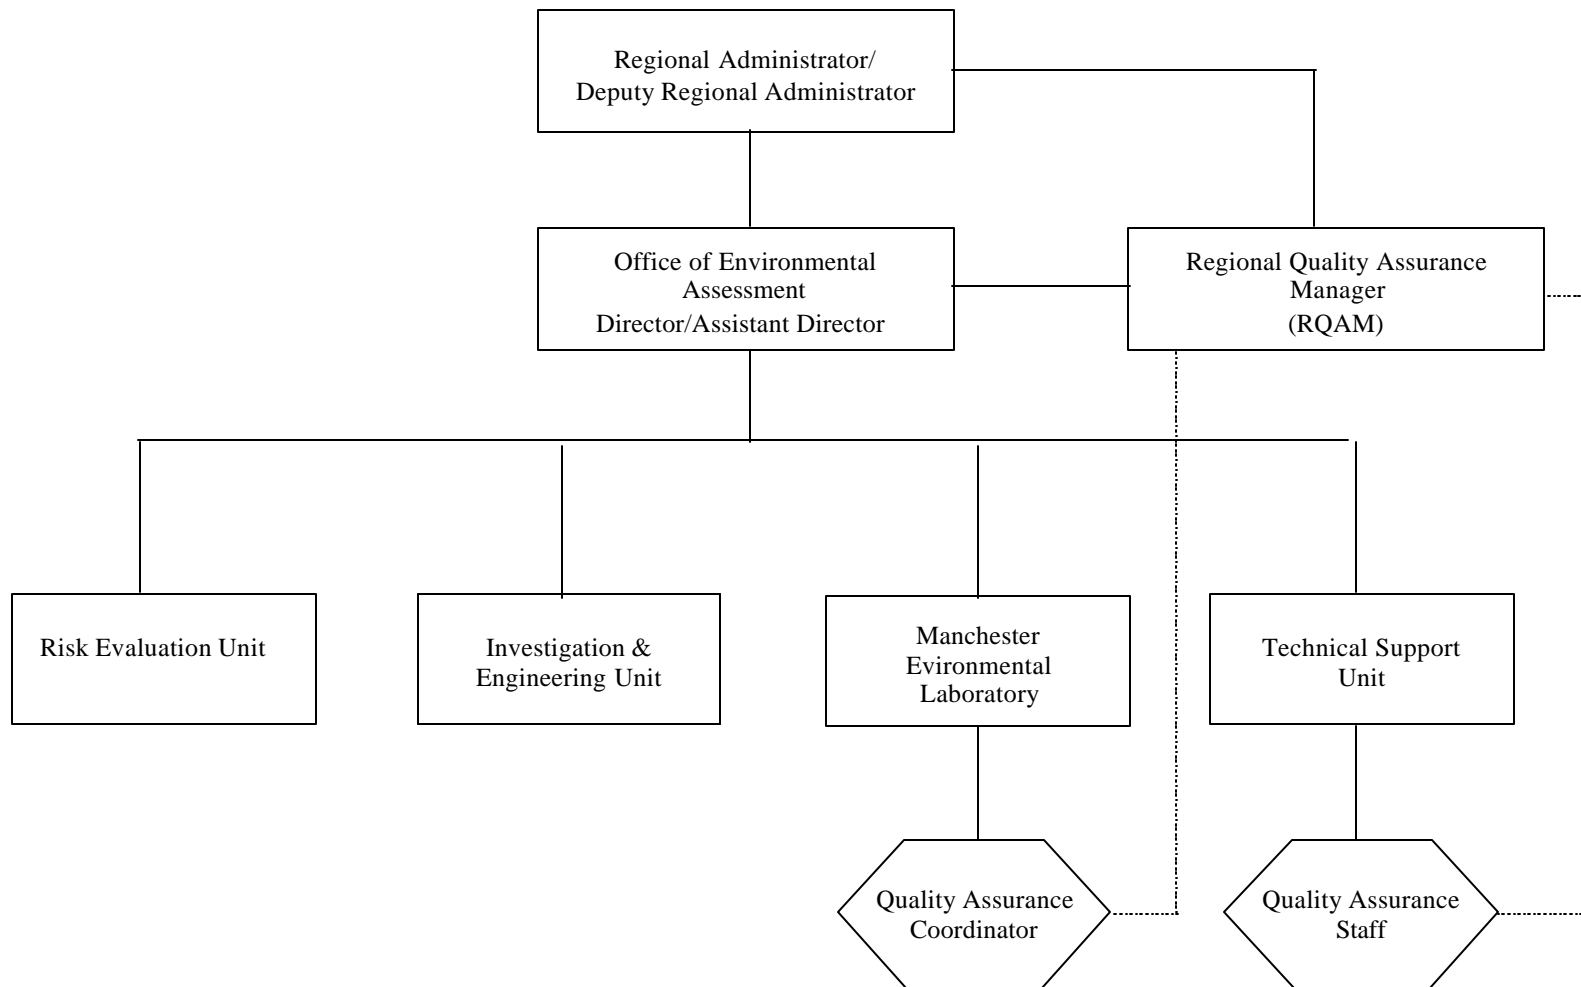 Regional Administrator/
Deputy Regional Administrator
Office of Environmental
Assessment
Director/Assistant Director
Regional Quality Assurance
Manager
(RQAM)
Risk Evaluation Unit
Investigation &
Engineering Unit
Manchester
Evironmental
Laboratory
Technical Support
Unit
Quality Assurance
Coordinator
Quality Assurance
Staff